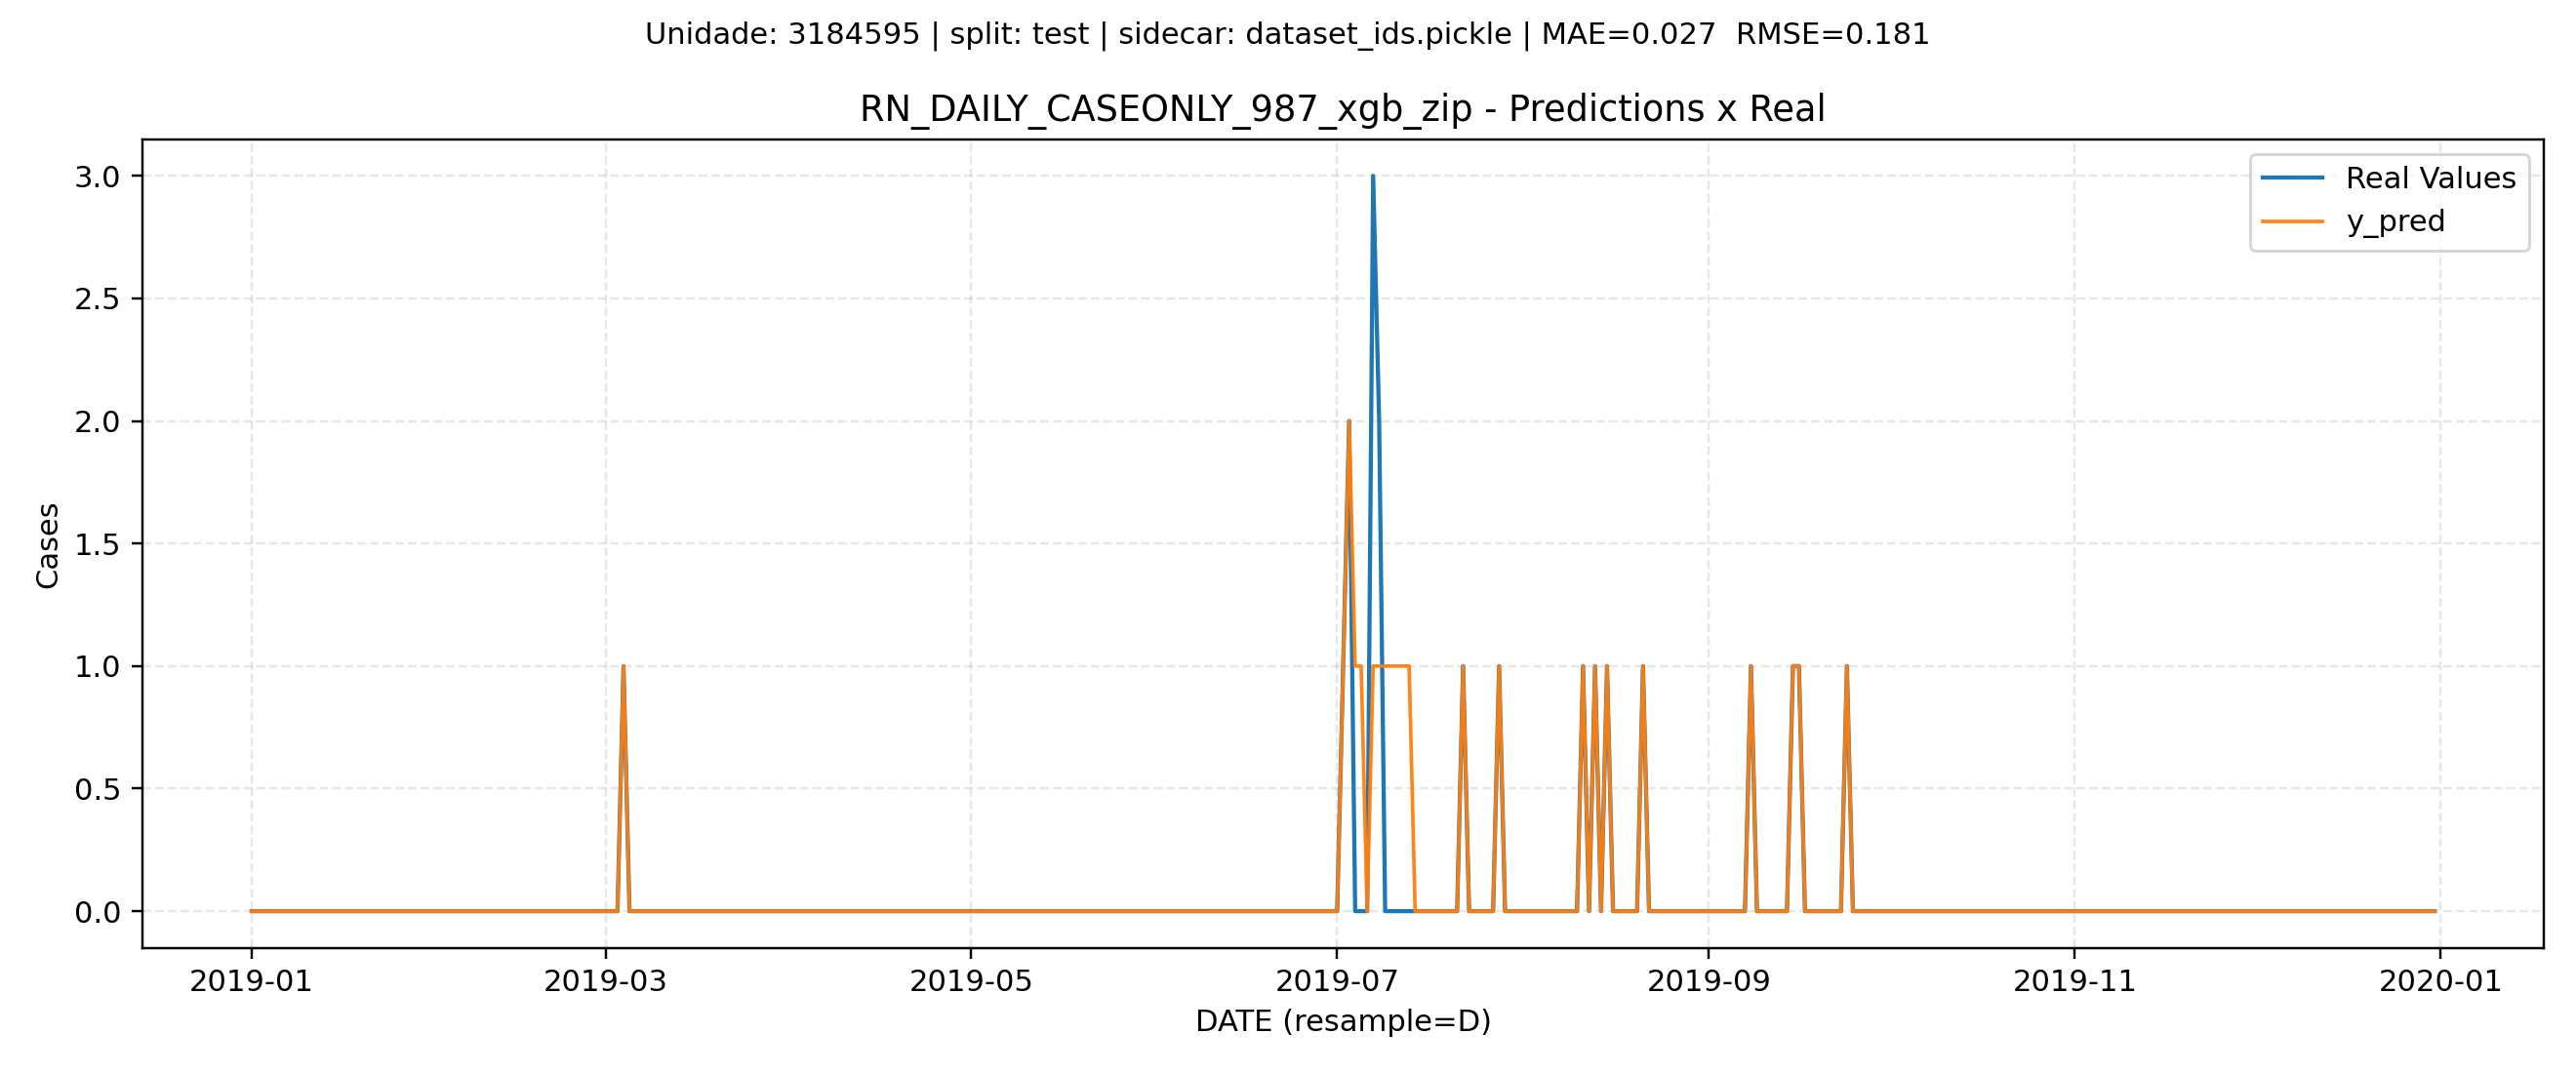 Unidade: 3184595 | split: test | sidecar: dataset_ids.pickle | MAE=0.027  RMSE=0.181
RN_DAILY_CASEONLY_987_xgb_zip - Predictions x Real
Real Values
y_pred
3.0
2.5
2.0
1.5
1.0
0.5
0.0
Cases
2019-01
2019-03
2019-05
2019-07
2019-09
2019-11
2020-01
DATE (resample=D)